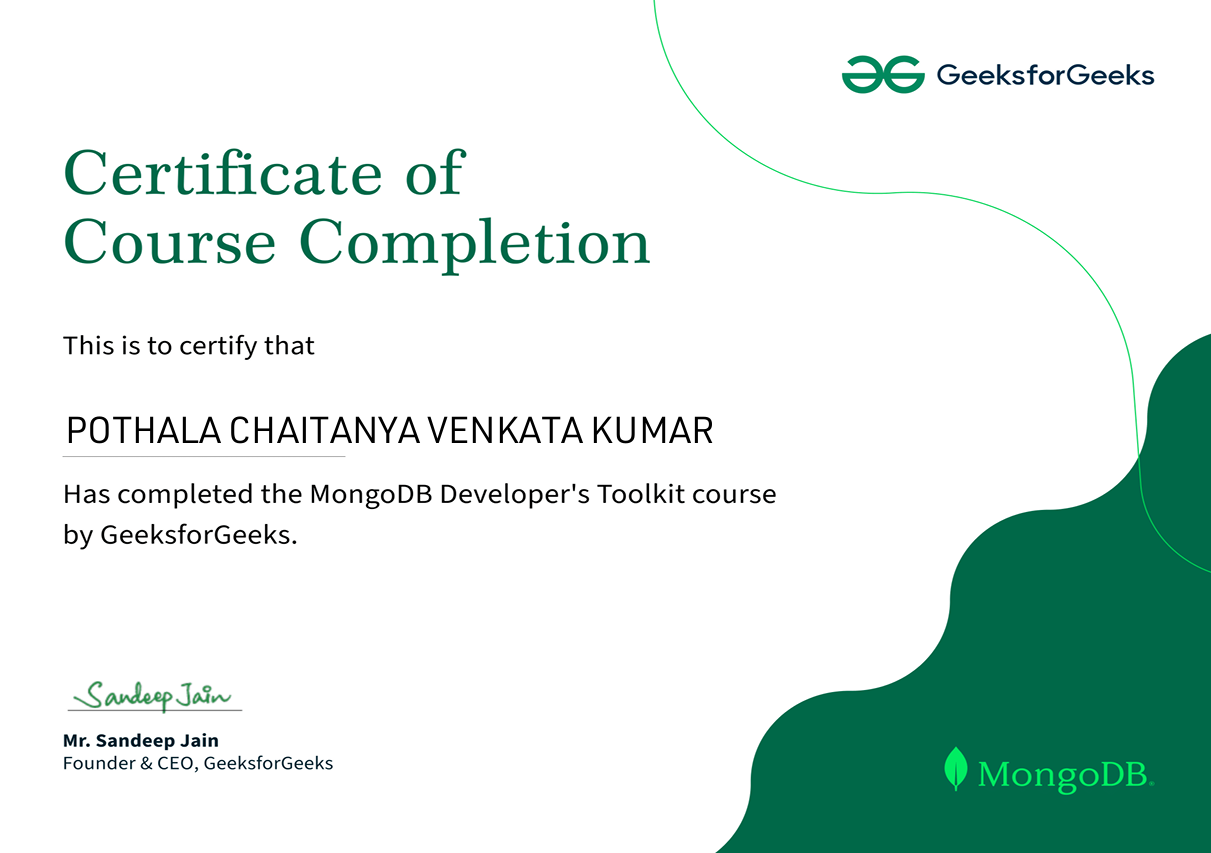 GeeksforGeeks
Certificate of
Course Completion
This is to certify that
POTHALA CHAITANYA VENKATA KUMAR
Has completed the MongoDB Developer's Toolkit course
by GeeksforGeeks.
Sandeep Jain
Mr. Sandeep Jain
Founder & CEO, GeeksforGeeks
MongoDB®